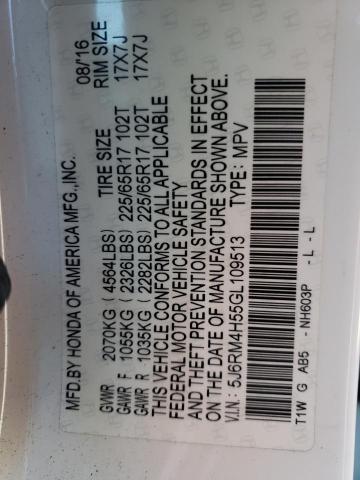 MFD.BY HONDA OF AMERICA MFG.,INC. 08/'16
TIRE SIZE RIM SIZE
GVWR 2070KG (4564LBS)
GAWR F 1055KG (2326LBS) 225/65R17 102T 17X7J
GAWR R 1035KG (2282LBS) 225/65R17 102T 17X7J
THIS VEHICLE CONFORMS TO ALL APPLICABLE
FEDERAL MOTOR VEHICLE SAFETY
AND THEFT PREVENTION STANDARDS IN EFFECT
ON THE DATE OF MANUFACTURE SHOWN ABOVE.
V.I.N.: 5J6RM4H55GL109513 TYPE: MPV
T1W G AB5 - NH603P - L - L